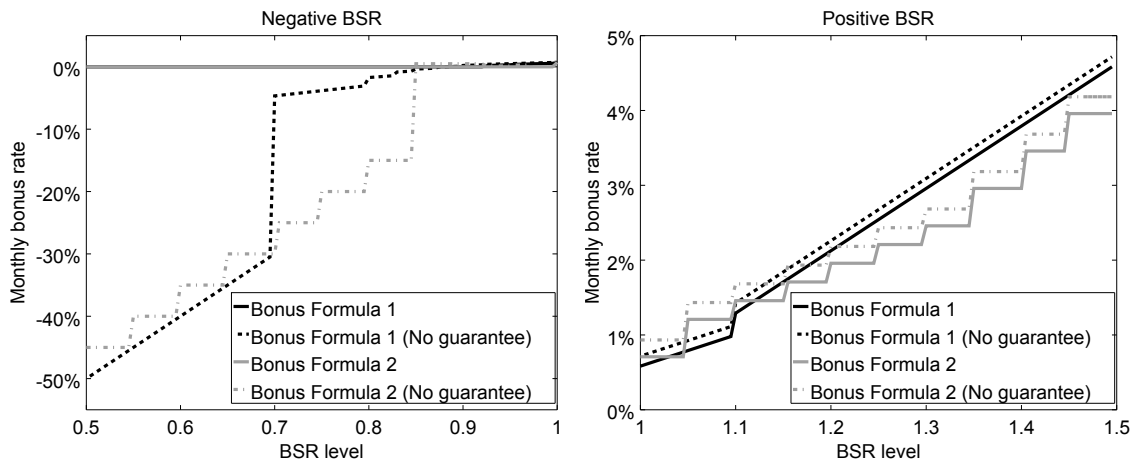 Negative BSR
Monthly bonus rate
0%
-10%
-20%
-30%
-40%
-50%
Bonus Formula 1
Bonus Formula 1 (No guarantee)
Bonus Formula 2
Bonus Formula 2 (No guarantee)
0.5 0.6 0.7 0.8 0.9 1
BSR level
Positive BSR
Monthly bonus rate
5%
4%
3%
2%
1%
0%
Bonus Formula 1
Bonus Formula 1 (No guarantee)
Bonus Formula 2
Bonus Formula 2 (No guarantee)
1 1.1 1.2 1.3 1.4 1.5
BSR level